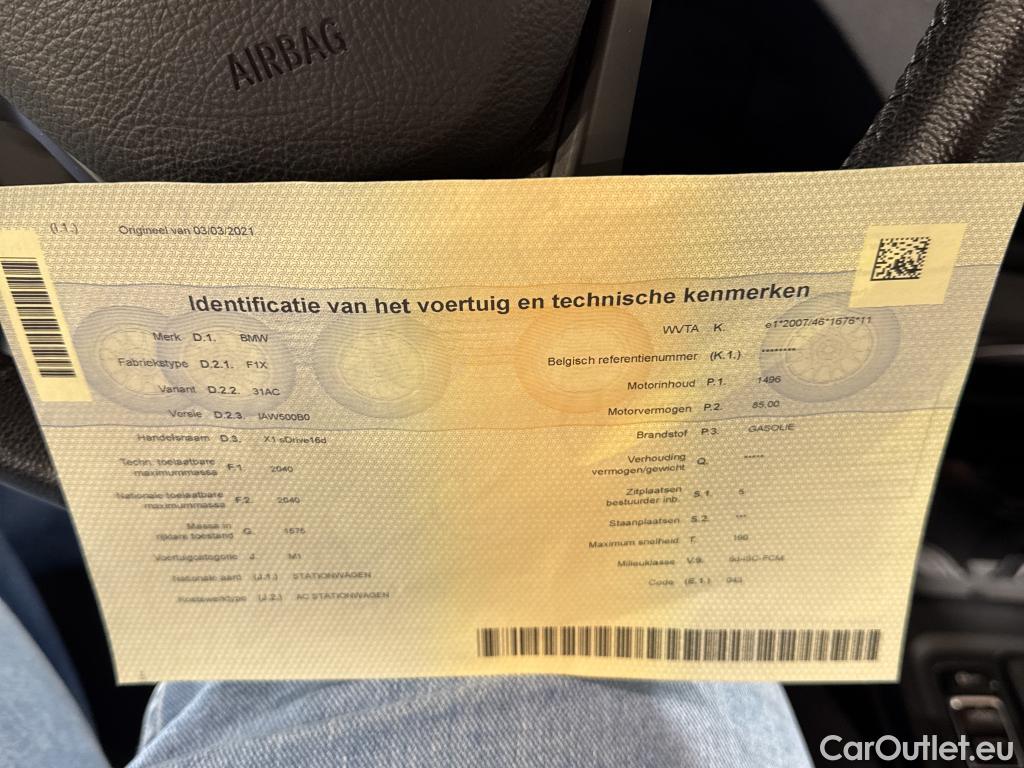 AIRBAG
(I.1.) Origineel van 03/03/2021
Identificatie van het voertuig en technische kenmerken
Merk D.1. BMW
Fabriekstype D.2.1. F1X
Variant D.2.2. 31AC
Versie D.2.3. IAW500B0
Handelsnaam D.3. X1 sDrive16d
Techn. toelaatbare
maximummassa F.1. 2040
Nationale toelaatbare
maximummassa F.2. 2040
Massa in
rijklare toestand G. 1575
Voertuigcategorie J. M1
Nationale aard (J.1.) STATIONWAGEN
Koetswerktype (J.2.) AC STATIONWAGEN
WVTA K. e1*2007/46*1676*11
Belgisch referentienummer (K.1.) ********
Motorinhoud P.1. 1496
Motorvermogen P.2. 85,00
Brandstof P.3. GASOLIE
Verhouding
vermogen/gewicht Q. *****
Zitplaatsen
bestuurder inb. S.1. 5
Staanplaatsen S.2. ***
Maximum snelheid T. 190
Milieuklasse V.9.
Code (E.1.) 043
CarOutlet.eu